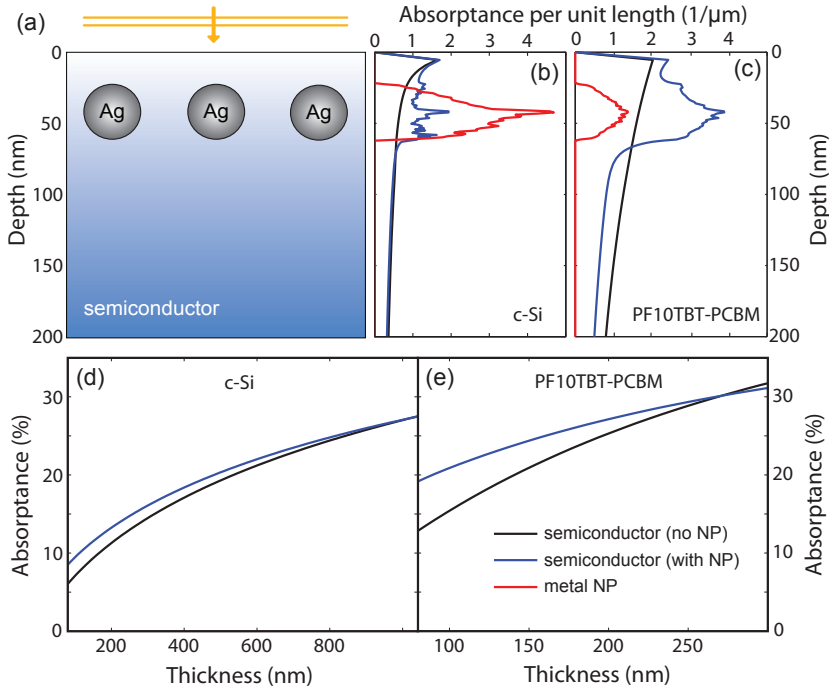 Absorptance per unit length (1/μm)
(a)
0 1 2 3 4
0 1 2 3 4
0
50
100
150
200
Depth (nm)
Ag Ag Ag
semiconductor
(b)
c-Si
(c)
PF10TBT-PCBM
0
50
100
150
200
Depth (nm)
(d)
c-Si
30
20
10
0
Absorptance (%)
200 400 600 800
Thickness (nm)
(e)
PF10TBT-PCBM
semiconductor (no NP)
semiconductor (with NP)
metal NP
30
20
10
0
Absorptance (%)
100 150 200 250
Thickness (nm)